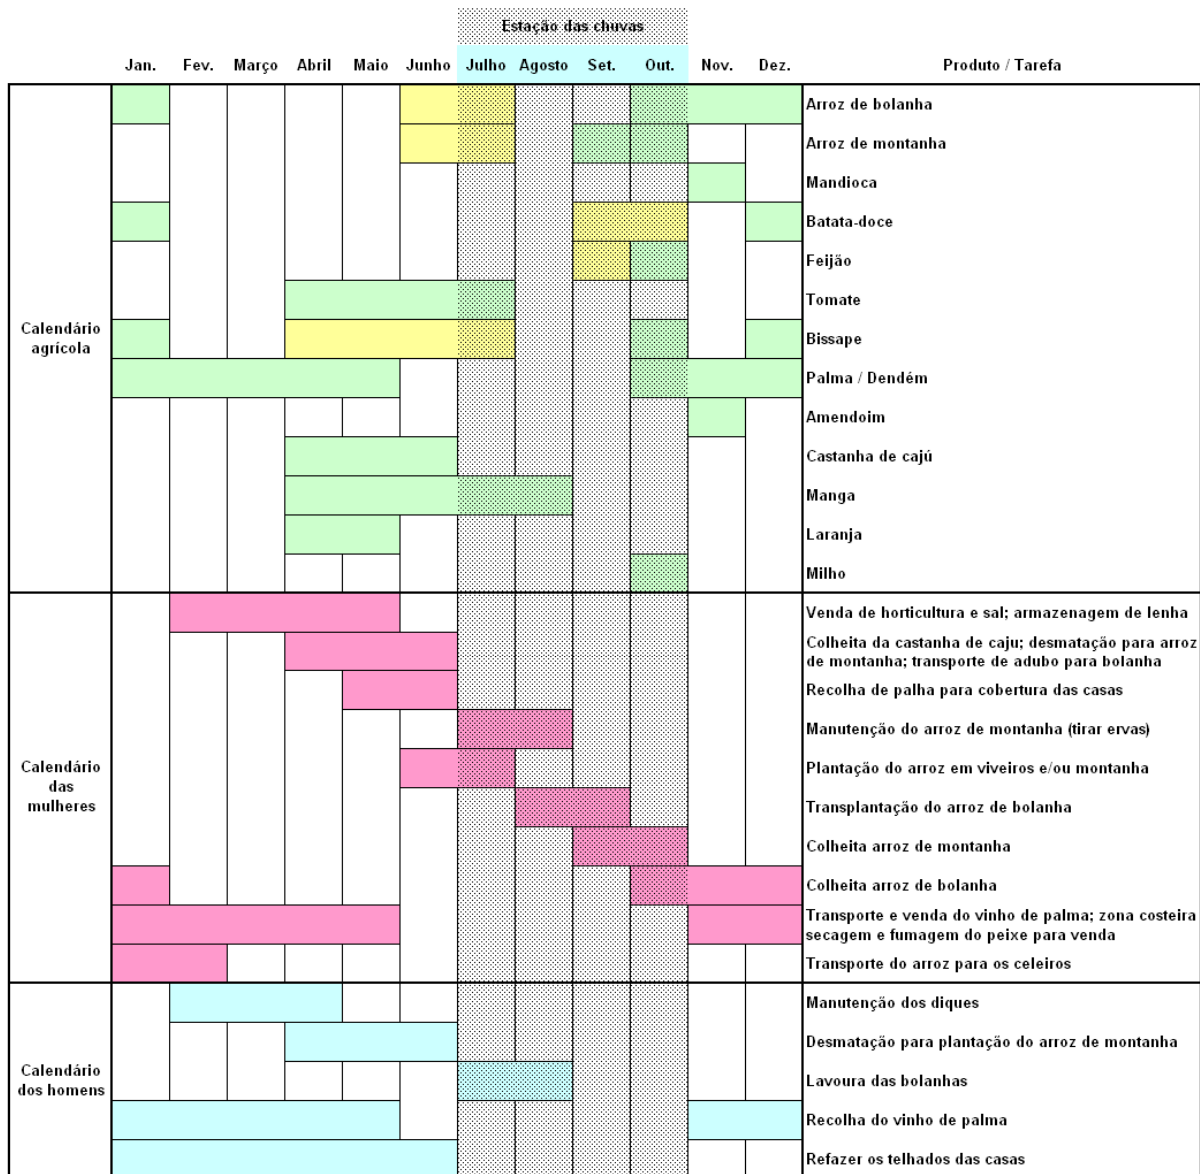 Estação das chuvas
Jan. Fev. Março Abril Maio Junho Julho Agosto Set. Out. Nov. Dez. Produto / Tarefa
Calendário
agrícola
Arroz de bolanha
Arroz de montanha
Mandioca
Batata-doce
Feijão
Tomate
Bissape
Palma / Dendém
Amendoim
Castanha de cajú
Manga
Laranja
Milho
Calendário
das
mulheres
Venda de horticultura e sal; armazenagem de lenha
Colheita da castanha de caju; desmatação para arroz
de montanha; transporte de adubo para bolanha
Recolha de palha para cobertura das casas
Manutenção do arroz de montanha (tirar ervas)
Plantação do arroz em viveiros e/ou montanha
Transplantação do arroz de bolanha
Colheita arroz de montanha
Colheita arroz de bolanha
Transporte e venda do vinho de palma; zona costeira
secagem e fumagem do peixe para venda
Transporte do arroz para os celeiros
Calendário
dos homens
Manutenção dos diques
Desmatação para plantação do arroz de montanha
Lavoura das bolanhas
Recolha do vinho de palma
Refazer os telhados das casas